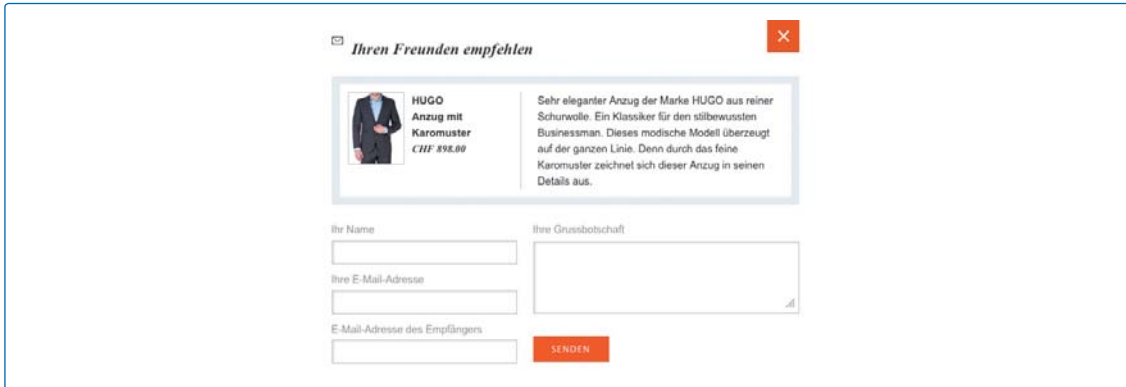 Ihren Freunden empfehlen
HUGO
Anzug mit
Karomuster
CHF 898.00
Sehr eleganter Anzug der Marke HUGO aus reiner
Schurwolle. Ein Klassiker für den stilbewussten
Businessman. Dieses modische Modell überzeugt
auf der ganzen Linie. Denn durch das feine
Karomuster zeichnet sich dieser Anzug in seinen
Details aus.
Ihr Name
Ihre E-Mail-Adresse
E-Mail-Adresse des Empfängers
Ihre Grussbotschaft
SENDEN